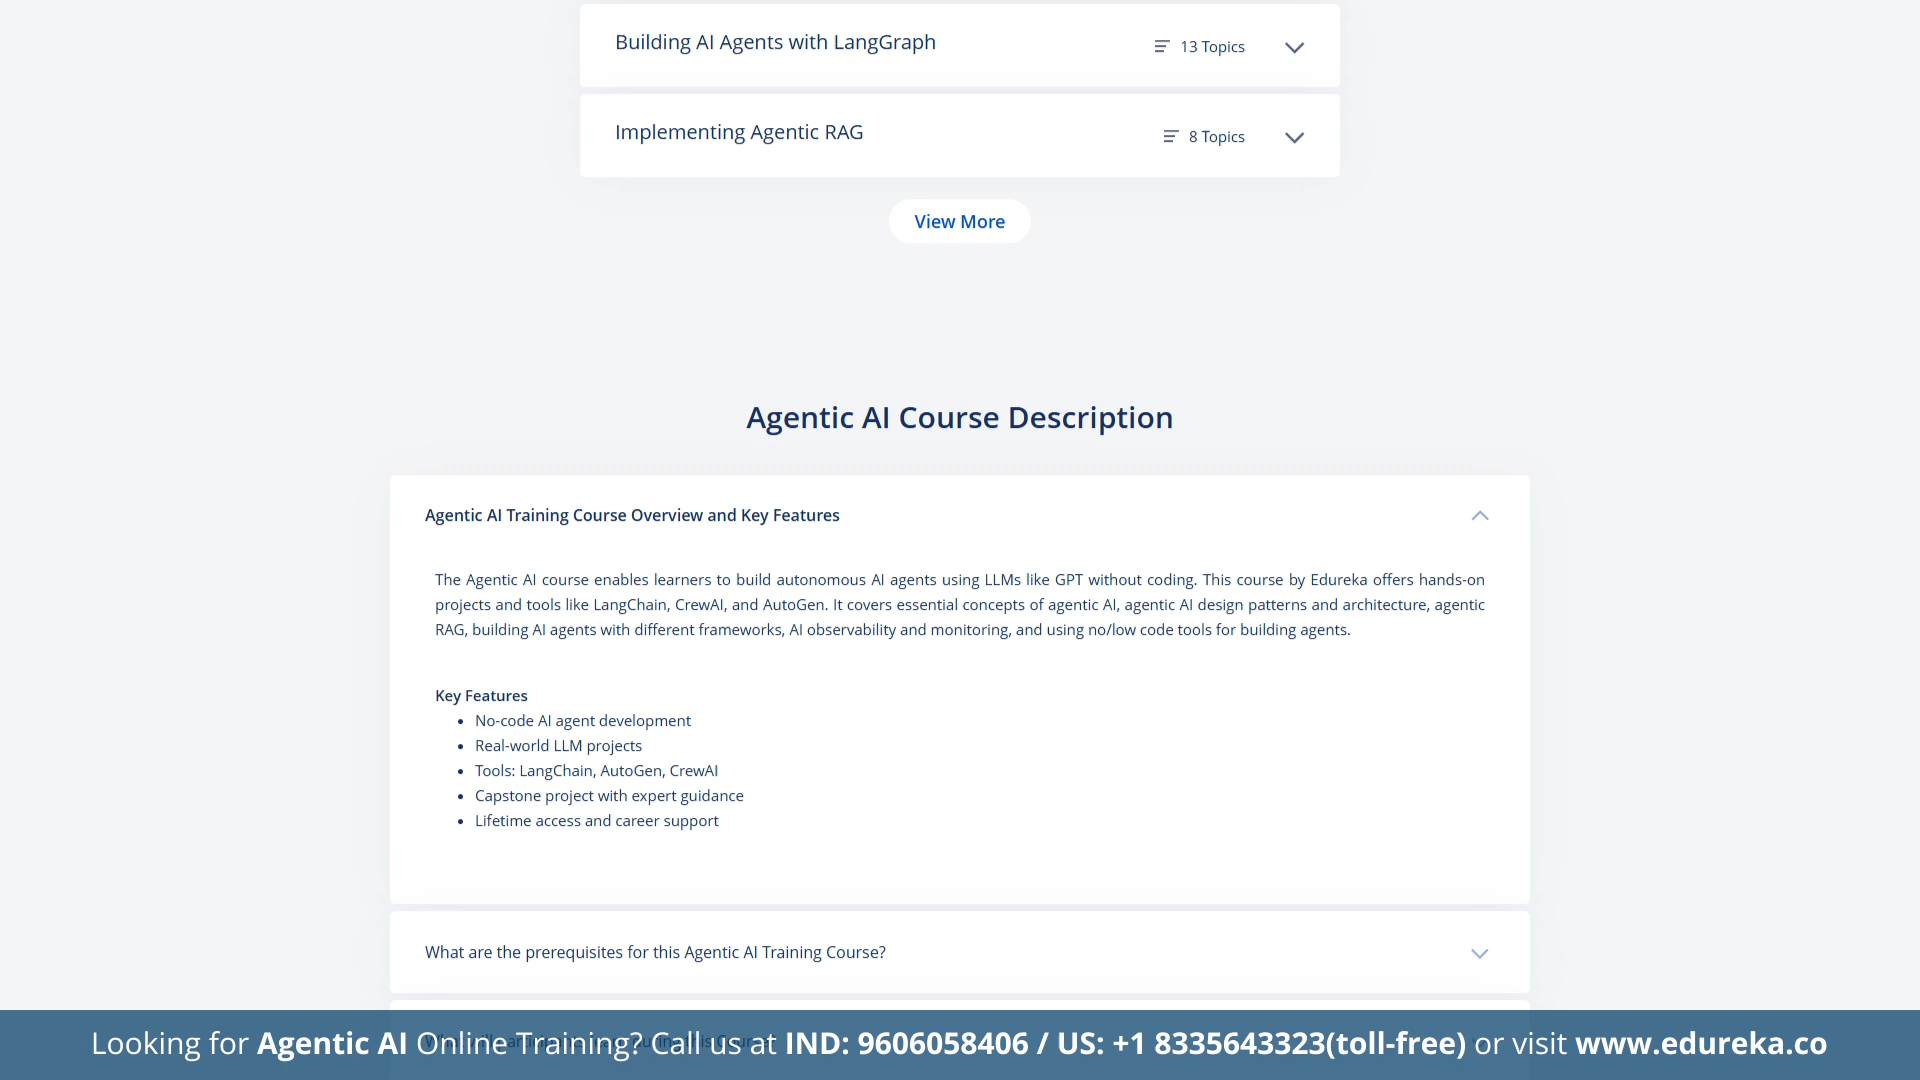 Building AI Agents with LangGraph
13 Topics
Implementing Agentic RAG
8 Topics
View More
Agentic AI Course Description
Agentic AI Training Course Overview and Key Features
The Agentic AI course enables learners to build autonomous AI agents using LLMs like GPT without coding. This course by Edureka offers hands-on
projects and tools like LangChain, CrewAI, and AutoGen. It covers essential concepts of agentic AI, agentic AI design patterns and architecture, agentic
RAG, building AI agents with different frameworks, AI observability and monitoring, and using no/low code tools for building agents.
Key Features
• No-code AI agent development
• Real-world LLM projects
• Tools: LangChain, AutoGen, CrewAI
• Capstone project with expert guidance
• Lifetime access and career support
What are the prerequisites for this Agentic AI Training Course?
Looking for Agentic AI Online Training? Call us at IND: 9606058406 / US: +1 8335643323(toll-free) or visit www.edureka.co